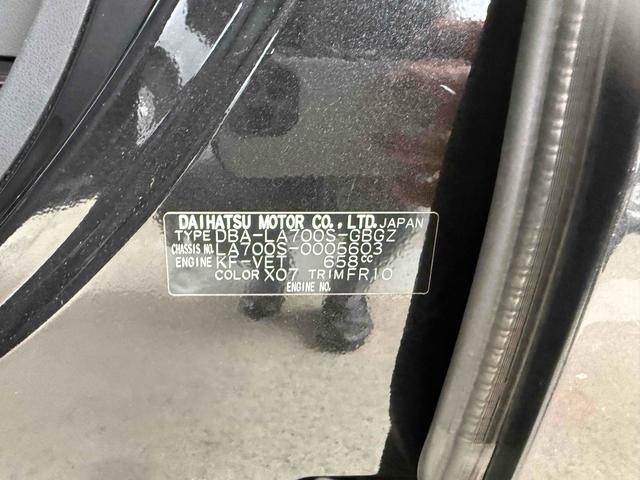 DAIHATSU MOTOR CO., LTD. JAPAN
TYPE DBA-LA700S-GBGZ
CHASSIS NO. LA700S-0005603
ENGINE KF-VET 658cc
COLOR X07 TRIM FR10
ENGINE NO.